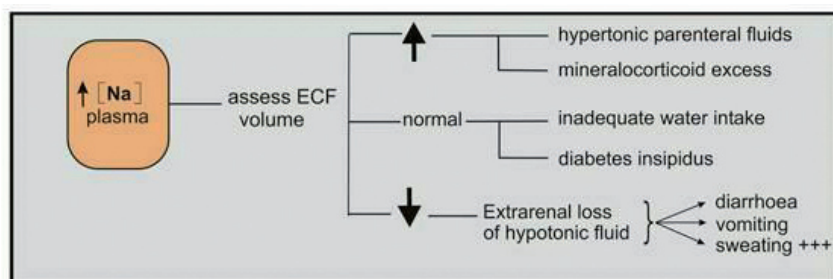 ↑ [Na]
plasma
assess ECF
volume
↑
hypertonic parenteral fluids
mineralocorticoid excess
normal
inadequate water intake
diabetes insipidus
↓
Extrarenal loss
of hypotonic fluid
diarrhoea
vomiting
sweating +++